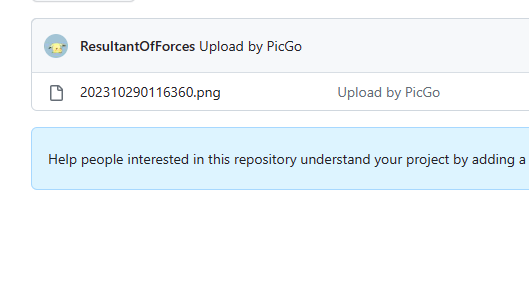 ResultantOfForces Upload by PicGo
202310290116360.png Upload by PicGo
Help people interested in this repository understand your project by adding a